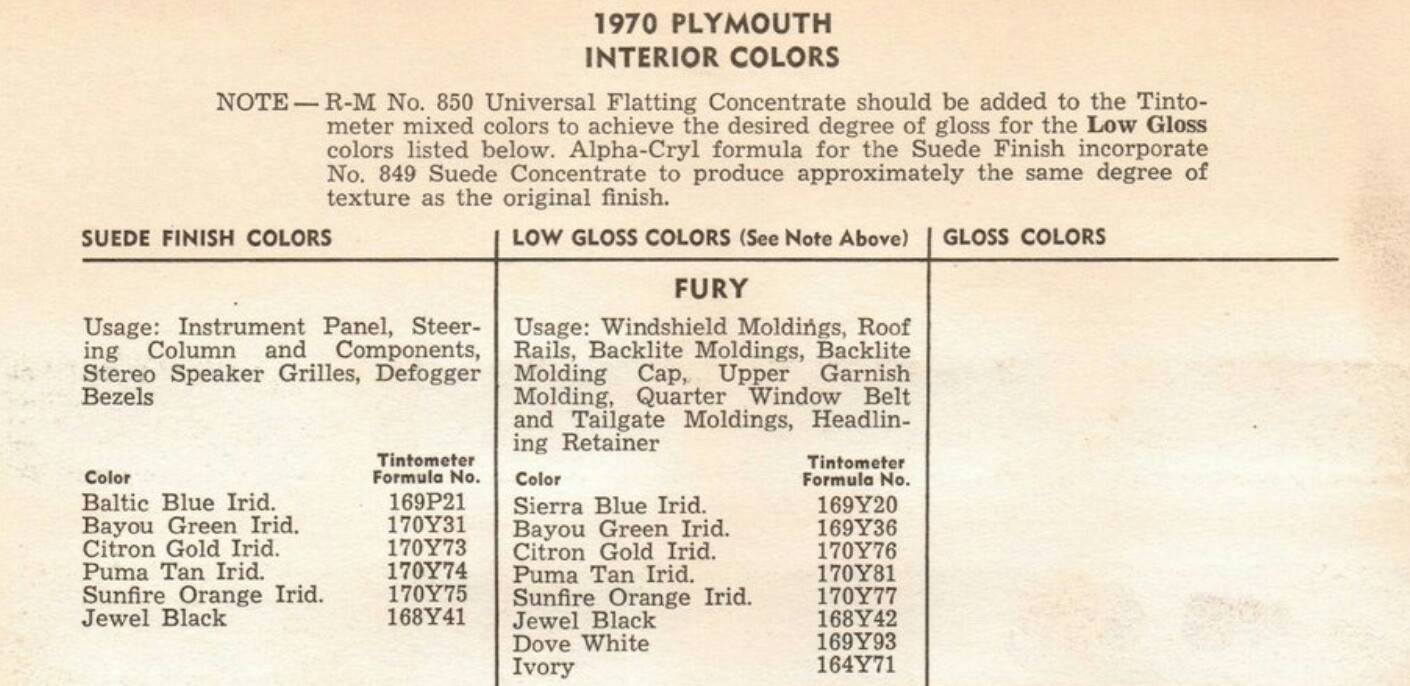 1970 PLYMOUTH
INTERIOR COLORS
NOTE — R-M No. 850 Universal Flatting Concentrate should be added to the Tinto-
meter mixed colors to achieve the desired degree of gloss for the Low Gloss
colors listed below. Alpha-Cryl formula for the Suede Finish incorporate
No. 849 Suede Concentrate to produce approximately the same degree of
texture as the original finish.
SUEDE FINISH COLORS
LOW GLOSS COLORS (See Note Above)
GLOSS COLORS
FURY
Usage: Instrument Panel, Steer-
ing Column and Components,
Stereo Speaker Grilles, Defogger
Bezels
Tintometer
Color Formula No.
Baltic Blue Irid. 169P21
Bayou Green Irid. 170Y31
Citron Gold Irid. 170Y73
Puma Tan Irid. 170Y74
Sunfire Orange Irid. 170Y75
Jewel Black 168Y41
Usage: Windshield Moldings, Roof
Rails, Backlite Moldings, Backlite
Molding Cap, Upper Garnish
Molding, Quarter Window Belt
and Tailgate Moldings, Headlin-
ing Retainer
Tintometer
Color Formula No.
Sierra Blue Irid. 169Y20
Bayou Green Irid. 169Y36
Citron Gold Irid. 170Y76
Puma Tan Irid. 170Y81
Sunfire Orange Irid. 170Y77
Jewel Black 168Y42
Dove White 169Y93
Ivory 164Y71